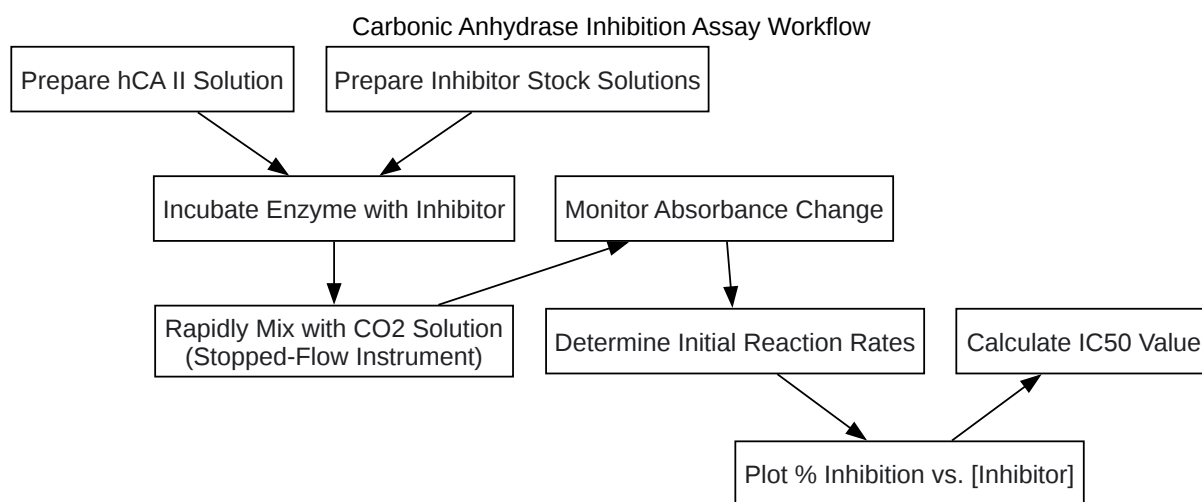 Carbonic Anhydrase Inhibition Assay Workflow
Prepare hCA II Solution
Prepare Inhibitor Stock Solutions
Incubate Enzyme with Inhibitor
Monitor Absorbance Change
Rapidly Mix with CO2 Solution
(Stopped-Flow Instrument)
Determine Initial Reaction Rates
Calculate IC50 Value
Plot % Inhibition vs. [Inhibitor]